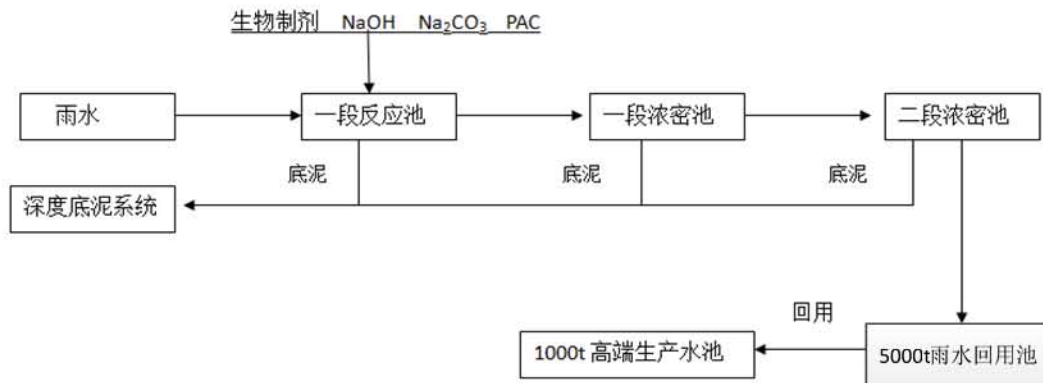 生物制剂 NaOH Na₂CO₃ PAC
雨水
一段反应池
一段浓密池
二段浓密池
底泥
底泥
底泥
深度底泥系统
回用
1000t 高端生产水池
5000t雨水回用池